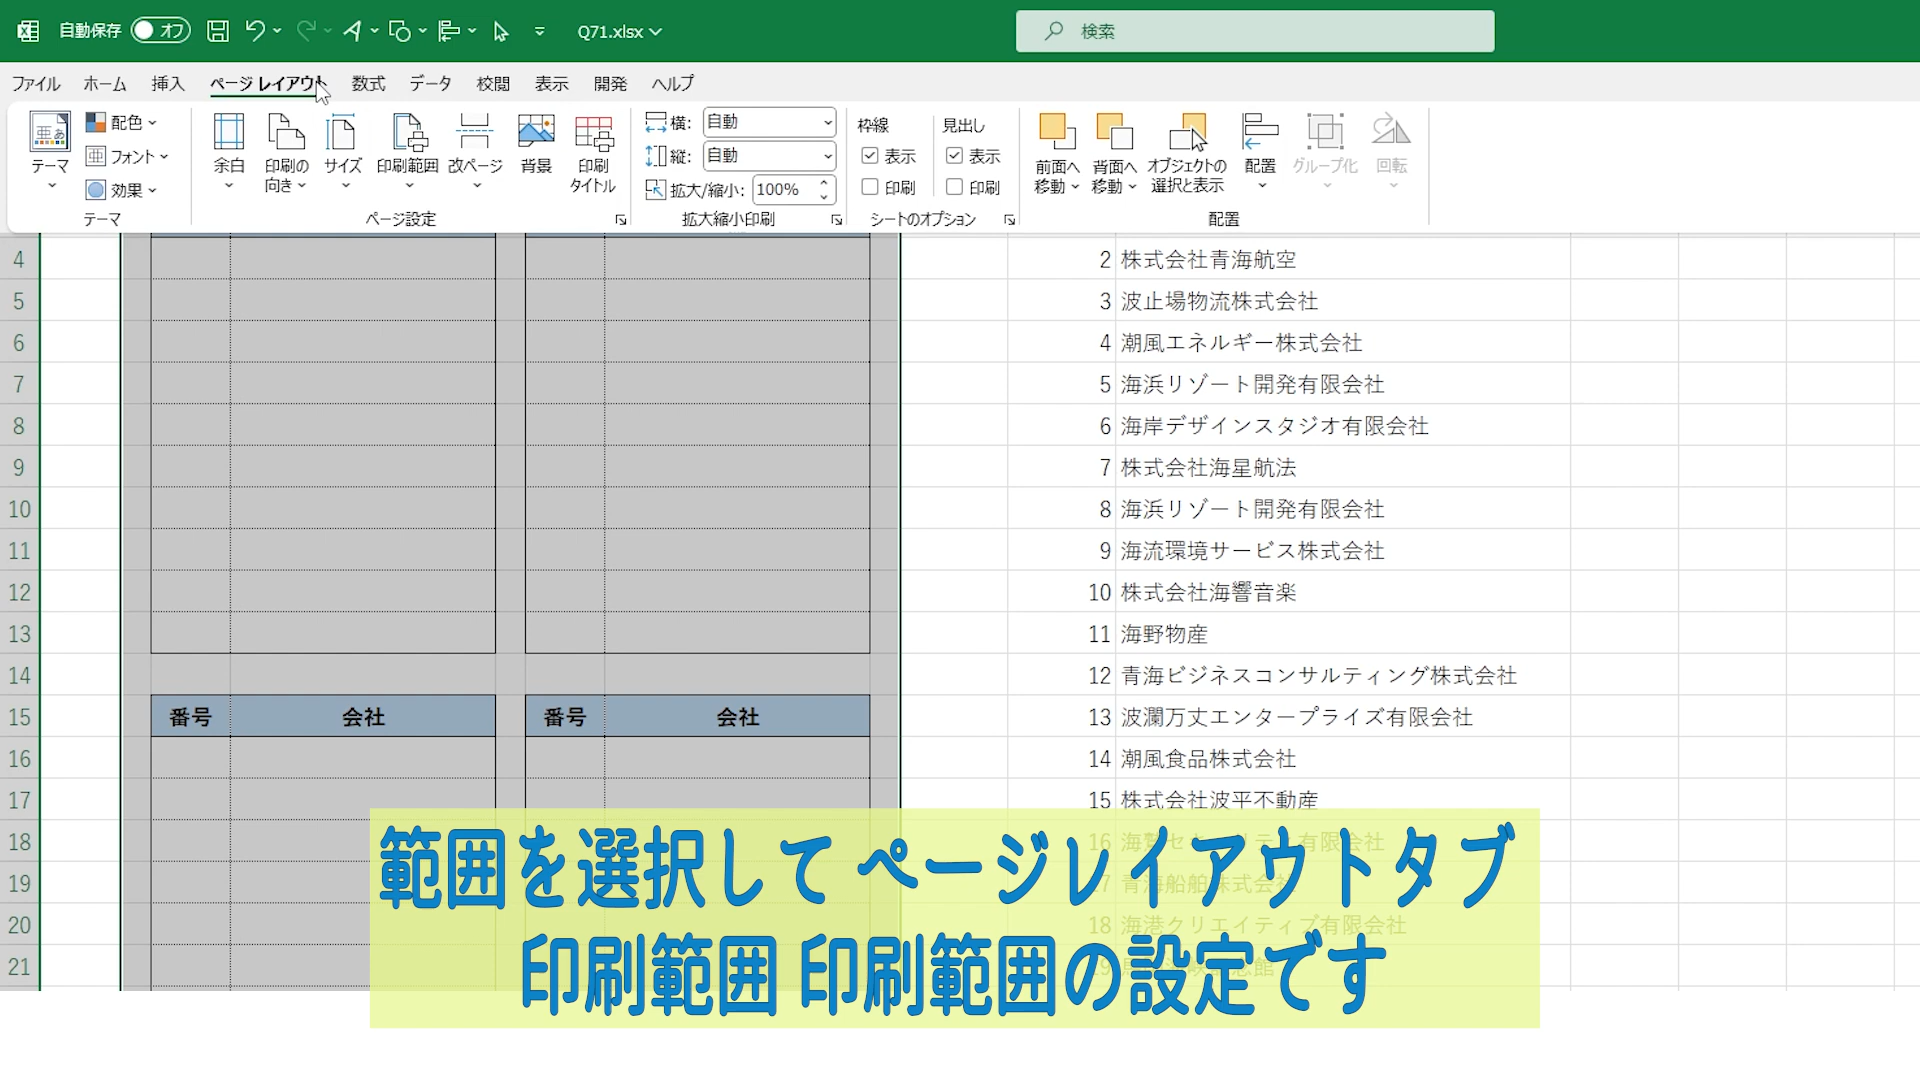 自動保存 オフ Q71.xlsx 検索
ファイル ホーム 挿入 ページ レイアウト 数式 データ 校閲 表示 開発 ヘルプ
テーマ 配色 フォント 効果
テーマ
余白 印刷の向き サイズ 印刷範囲 改ページ 背景 印刷タイトル
ページ設定
横: 自動
縦: 自動
拡大/縮小: 100%
拡大縮小印刷
枠線 見出し
表示 表示
印刷 印刷
シートのオプション
前面へ移動 背面へ移動 オブジェクトの選択と表示 配置 グループ化 回転
配置
4 2 株式会社青海航空
5 3 波止場物流株式会社
6 4 潮風エネルギー株式会社
7 5 海浜リゾート開発有限会社
8 6 海岸デザインスタジオ有限会社
9 7 株式会社海星航法
10 8 海浜リゾート開発有限会社
11 9 海流環境サービス株式会社
12 10 株式会社海響音楽
13 11 海野物産
14 12 青海ビジネスコンサルティング株式会社
15 番号 会社 番号 会社 13 波瀾万丈エンタープライズ有限会社
16 14 潮風食品株式会社
17 15 株式会社波平不動産
18
19
20
21
範囲を選択して ページレイアウトタブ
印刷範囲 印刷範囲の設定です